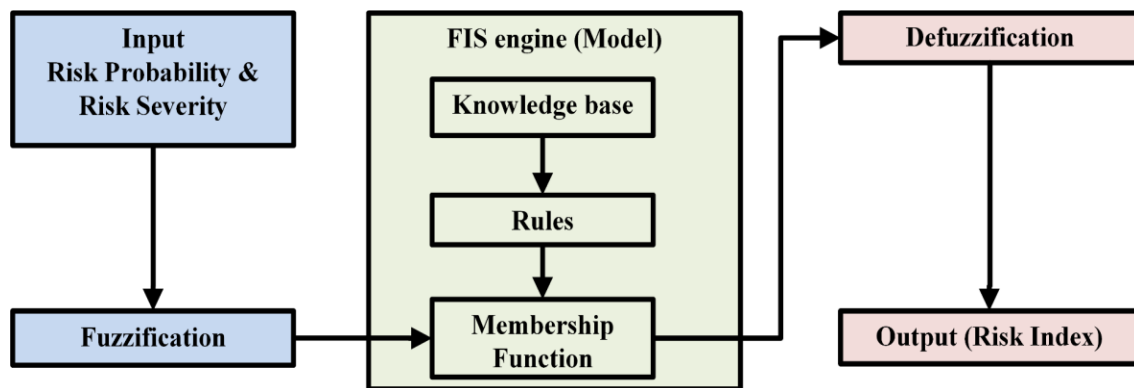 Input
Risk Probability &
Risk Severity
Fuzzification
FIS engine (Model)
Knowledge base
Rules
Membership
Function
Defuzzification
Output (Risk Index)